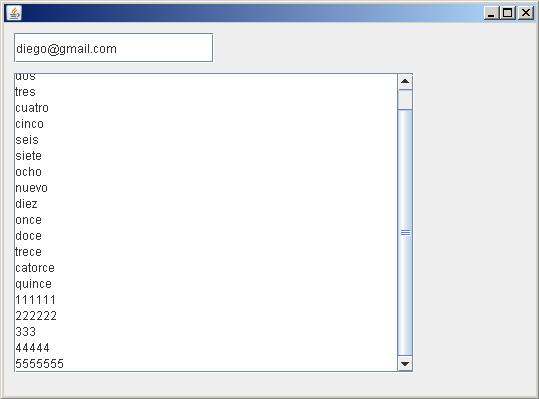 diego@gmail.com
dos
tres
cuatro
cinco
seis
siete
ocho
nuevo
diez
once
doce
trece
catorce
quince
111111
222222
333
44444
5555555